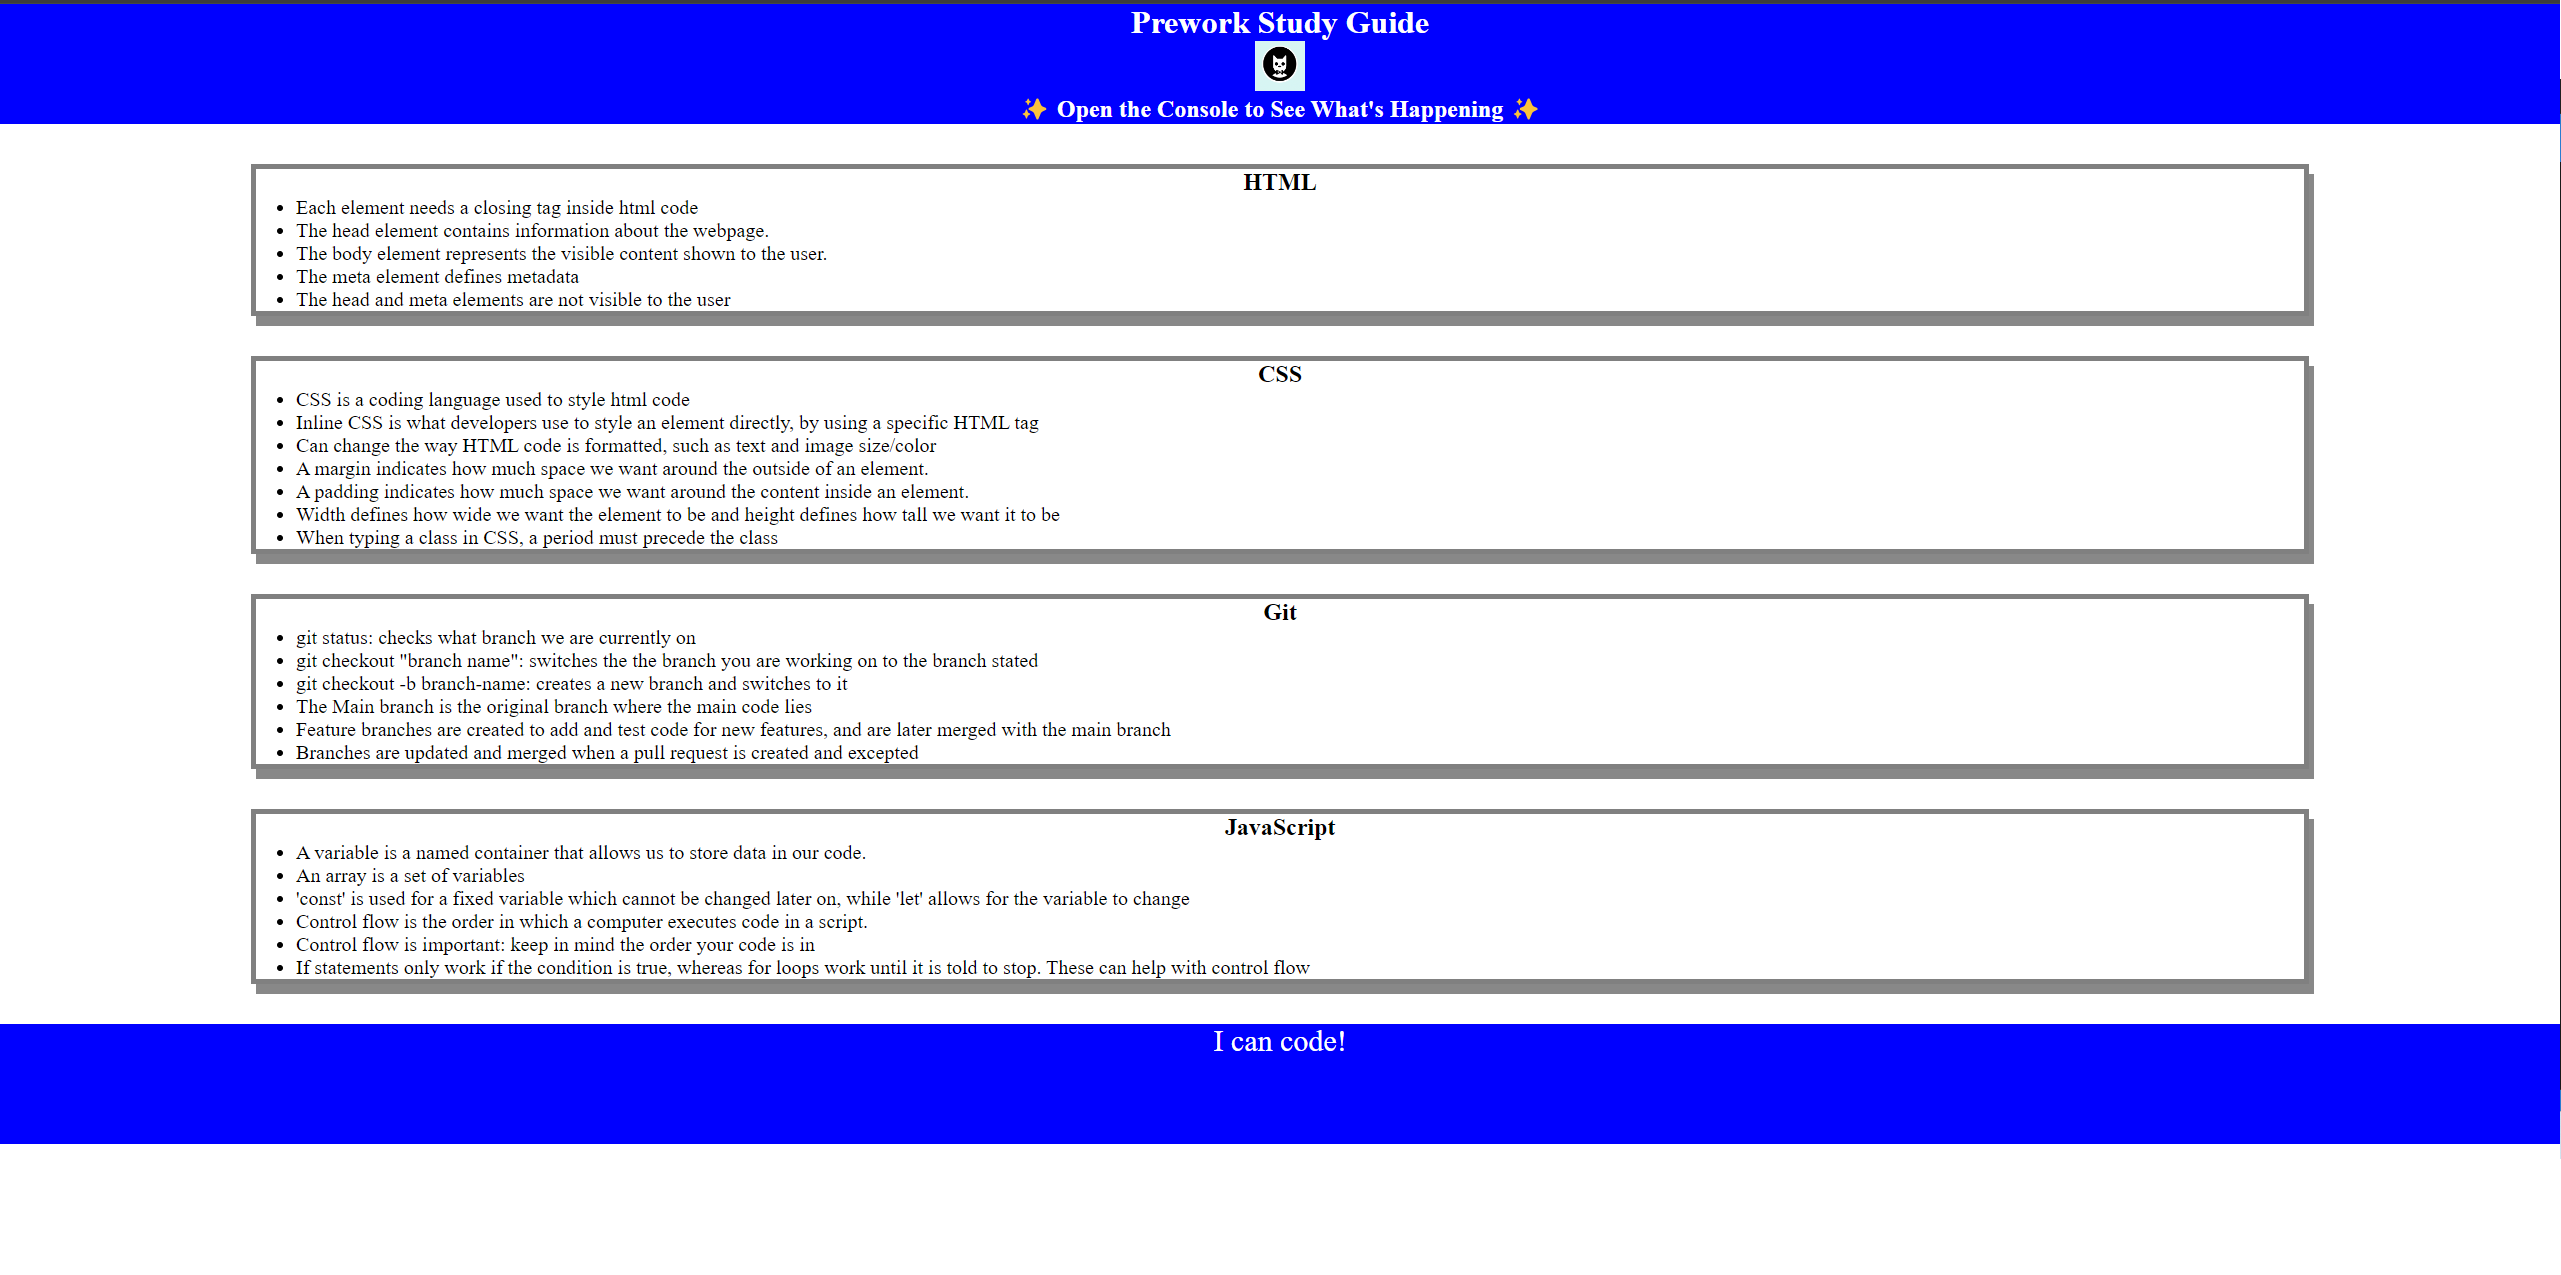 Prework Study Guide
✨ Open the Console to See What's Happening ✨
HTML
• Each element needs a closing tag inside html code
• The head element contains information about the webpage.
• The body element represents the visible content shown to the user.
• The meta element defines metadata
• The head and meta elements are not visible to the user
CSS
• CSS is a coding language used to style html code
• Inline CSS is what developers use to style an element directly, by using a specific HTML tag
• Can change the way HTML code is formatted, such as text and image size/color
• A margin indicates how much space we want around the outside of an element.
• A padding indicates how much space we want around the content inside an element.
• Width defines how wide we want the element to be and height defines how tall we want it to be
• When typing a class in CSS, a period must precede the class
Git
• git status: checks what branch we are currently on
• git checkout "branch name": switches the the branch you are working on to the branch stated
• git checkout -b branch-name: creates a new branch and switches to it
• The Main branch is the original branch where the main code lies
• Feature branches are created to add and test code for new features, and are later merged with the main branch
• Branches are updated and merged when a pull request is created and excepted
JavaScript
• A variable is a named container that allows us to store data in our code.
• An array is a set of variables
• 'const' is used for a fixed variable which cannot be changed later on, while 'let' allows for the variable to change
• Control flow is the order in which a computer executes code in a script.
• Control flow is important: keep in mind the order your code is in
• If statements only work if the condition is true, whereas for loops work until it is told to stop. These can help with control flow
I can code!